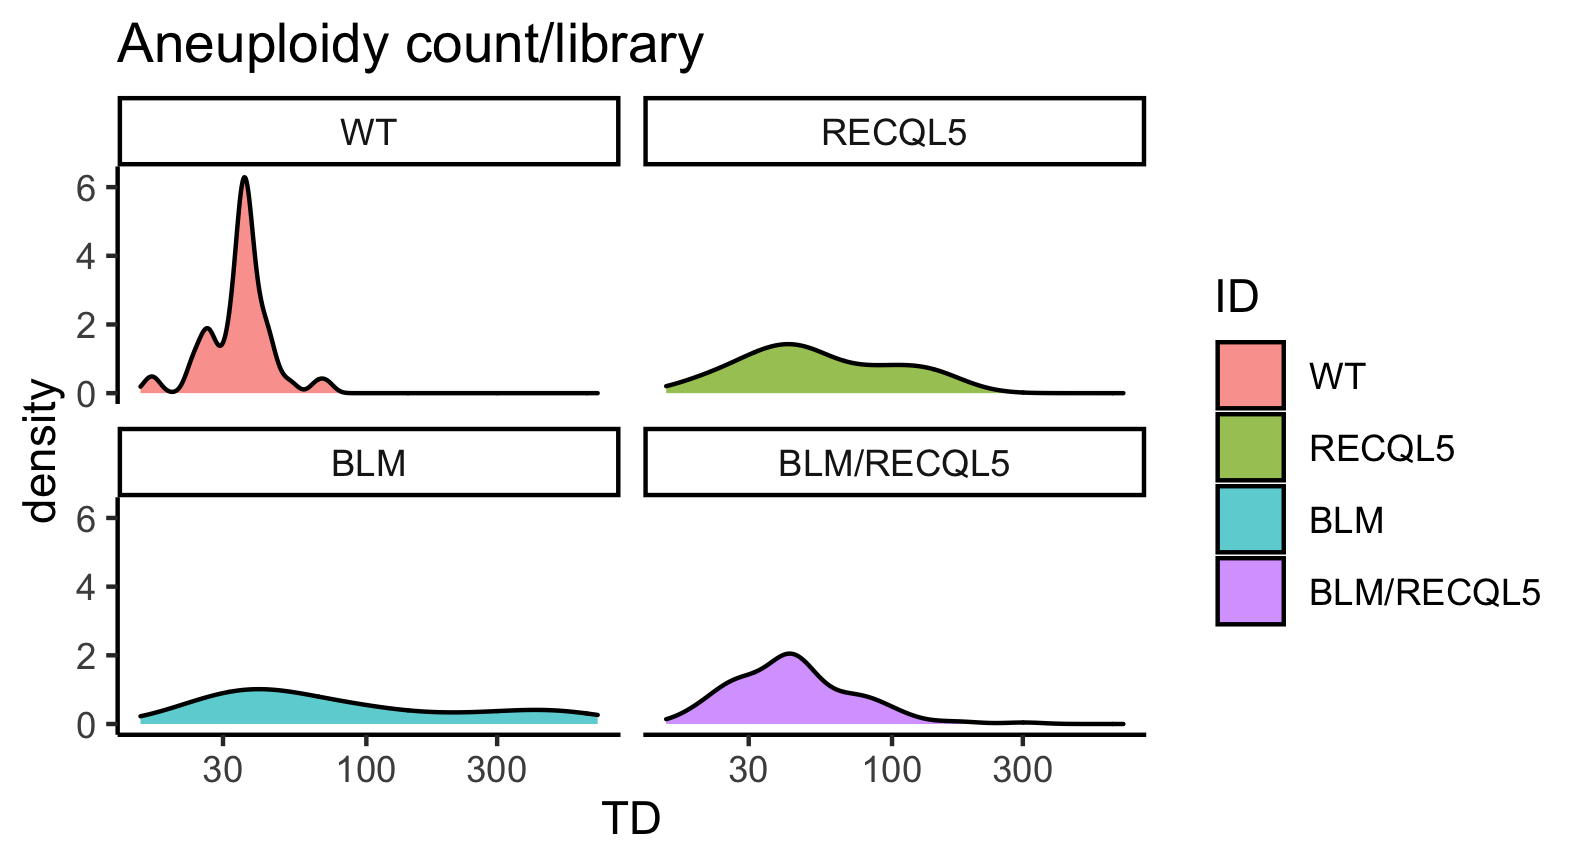 Aneuploidy count/library
WT
RECQL5
6
4
2
0
BLM
BLM/RECQL5
6
4
2
0
30
100
300
30
100
300
density
TD
ID
WT
RECQL5
BLM
BLM/RECQL5